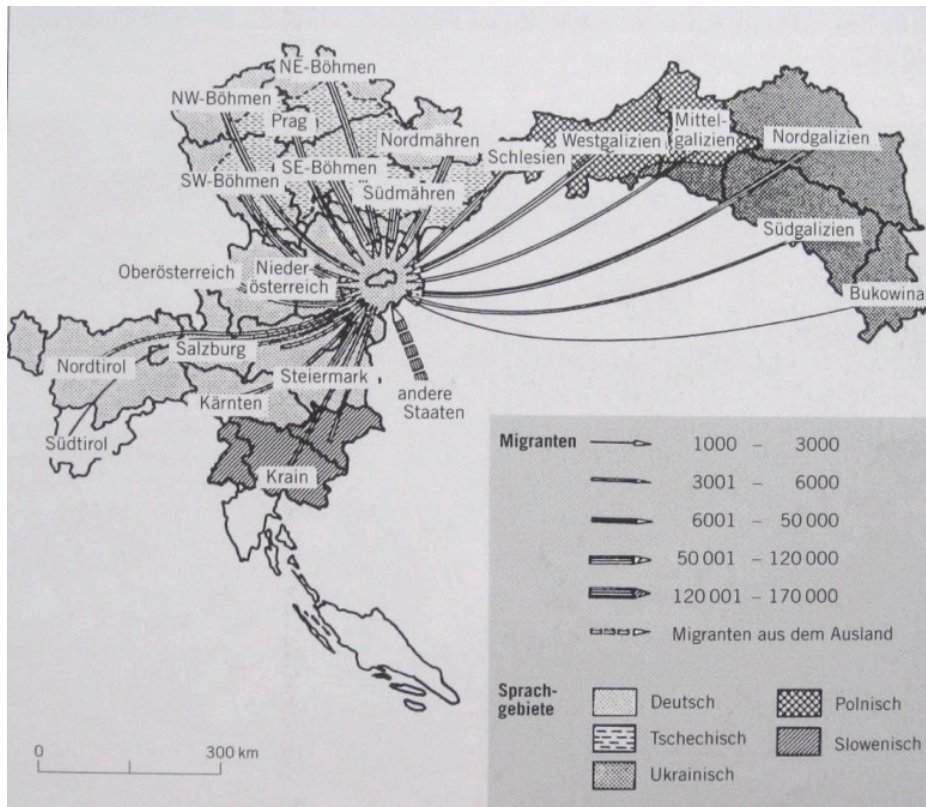 NE-Böhmen
NW-Böhmen
Prag
Nordmähren
Mittel-
galizien
Westgalizien
Nordgalizien
Schlesien
SE-Böhmen
SW-Böhmen
Südmähren
Südgalizien
Oberösterreich
Nieder-
österreich
Bukowina
Salzburg
Nordtirol
Steiermark
Kärnten
andere
Staaten
Südtirol
Krain
Migranten 1000 – 3000
3001 – 6000
6001 – 50 000
50 001 – 120 000
120 001 – 170 000
Migranten aus dem Ausland
Sprach-
gebiete
Deutsch
Polnisch
Tschechisch
Slowenisch
Ukrainisch
0 300 km